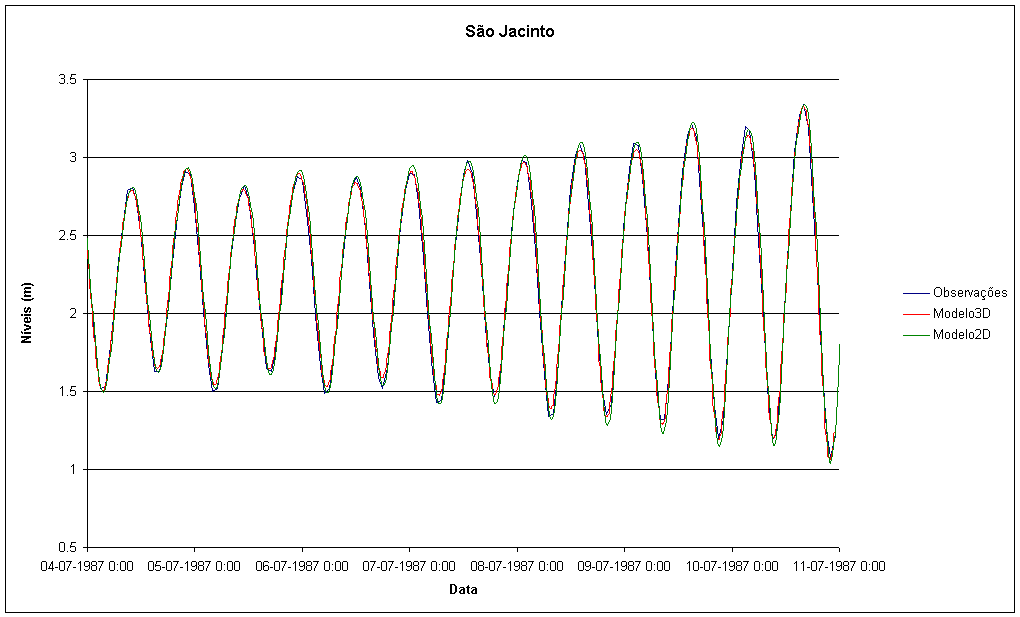 São Jacinto
3.5
3
2.5
2
1.5
1
0.5
Níveis (m)
04-07-1987 0:00 05-07-1987 0:00 06-07-1987 0:00 07-07-1987 0:00 08-07-1987 0:00 09-07-1987 0:00 10-07-1987 0:00 11-07-1987 0:00
Data
Observações
Modelo3D
Modelo2D